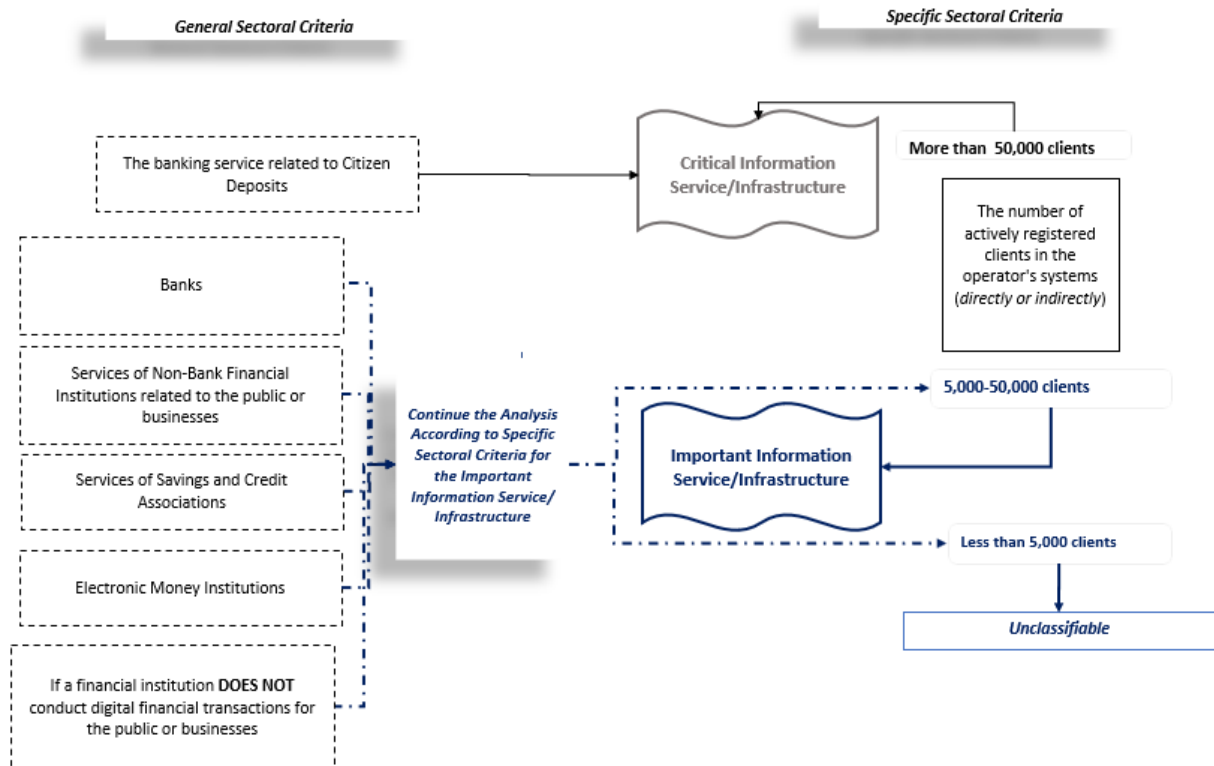 General Sectoral Criteria
Specific Sectoral Criteria
The banking service related to Citizen
Deposits
Critical Information
Service/Infrastructure
More than 50,000 clients
The number of
actively registered
clients in the
operator's systems
(directly or indirectly)
Banks
Services of Non-Bank Financial
Institutions related to the public or
businesses
Services of Savings and Credit
Associations
Electronic Money Institutions
If a financial institution DOES NOT
conduct digital financial transactions for
the public or businesses
Continue the Analysis
According to Specific
Sectoral Criteria for
the Important
Information Service/
Infrastructure
5,000-50,000 clients
Important Information
Service/Infrastructure
Less than 5,000 clients
Unclassifiable